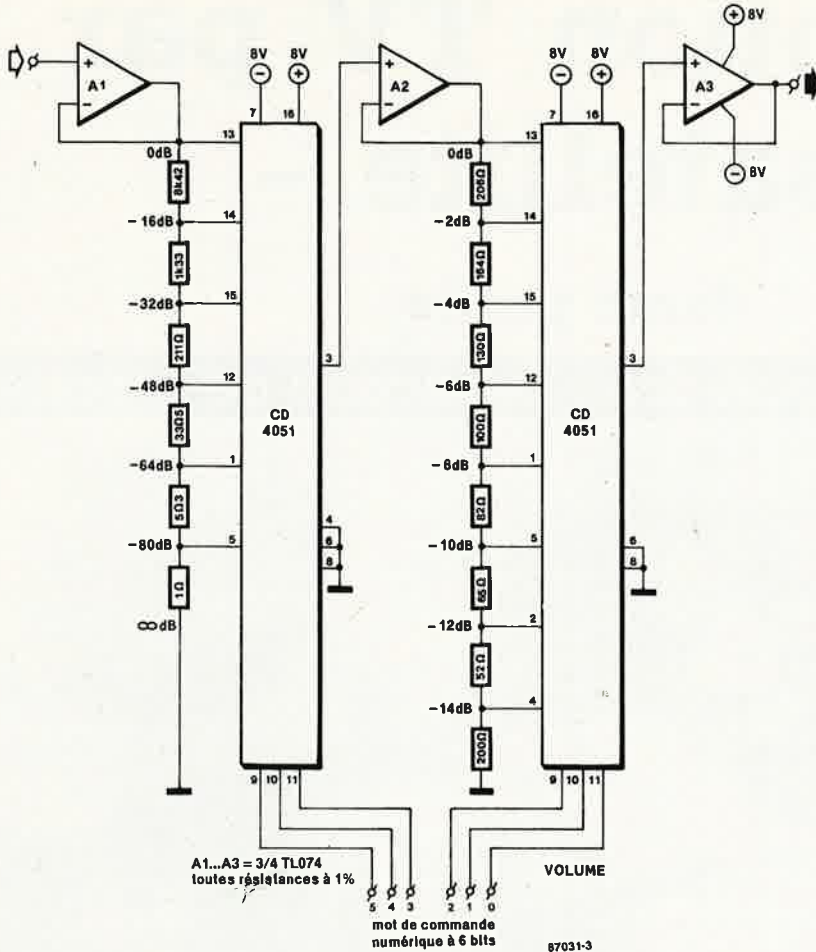 A1
+
−
8V
−
8V
+
A2
+
−
8V
−
8V
+
A3
+
−
+
8V
−
8V
7
16
13
0dB
8k42
-16dB
14
1k33
-32dB
15
211Ω
-48dB
12
33Ω5
-64dB
1
5Ω3
-80dB
5
1Ω
∞dB
CD
4051
3
4
6
8
9
10
11
7
16
13
0dB
206Ω
-2dB
14
164Ω
-4dB
15
130Ω
-6dB
12
100Ω
-8dB
1
82Ω
-10dB
5
65Ω
-12dB
2
52Ω
-14dB
4
200Ω
CD
4051
3
6
8
9
10
11
A1...A3 = 3/4 TL074
toutes résistances à 1%
VOLUME
5 4 3 2 1 0
mot de commande
numérique à 6 bits
87031-3